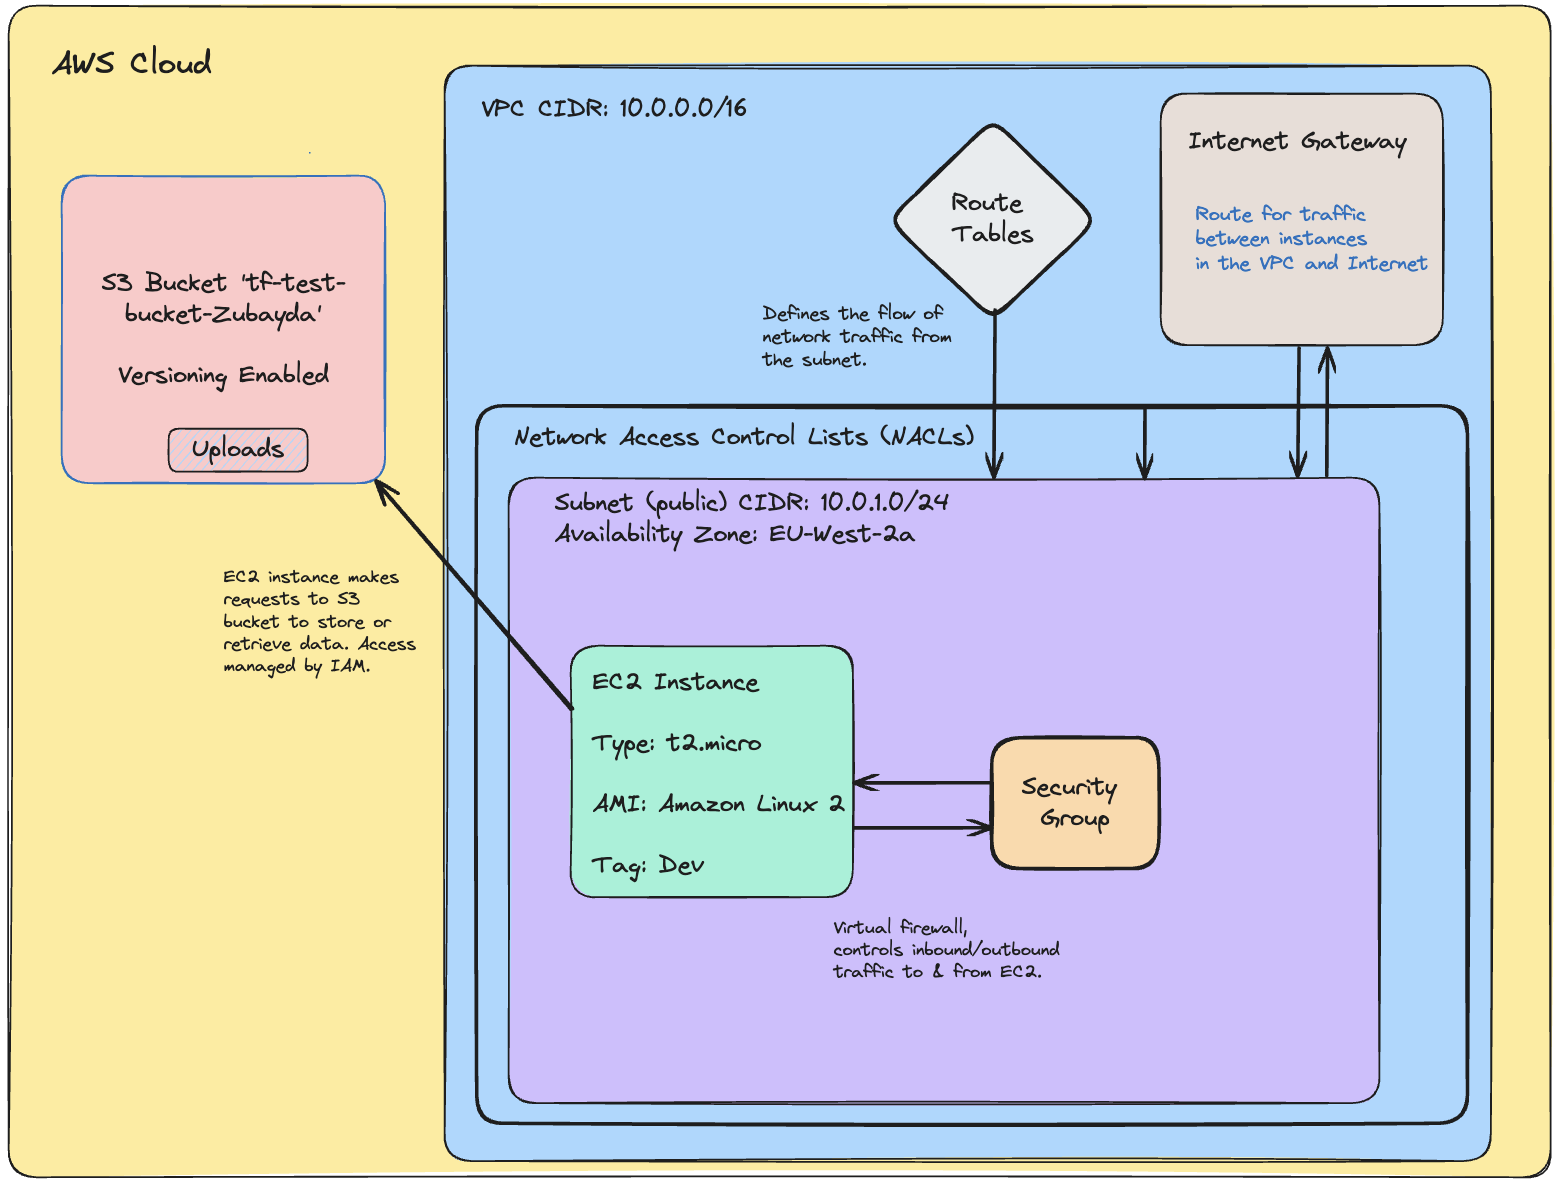 AWS Cloud
VPC CIDR: 10.0.0.0/16
Internet Gateway
Route for traffic
between instances
in the VPC and Internet
Route
Tables
Defines the flow of
network traffic from
the subnet.
S3 Bucket 'tf-test-
bucket-Zubayda'
Versioning Enabled
Uploads
Network Access Control Lists (NACLs)
Subnet (public) CIDR: 10.0.1.0/24
Availability Zone: EU-West-2a
EC2 instance makes
requests to S3
bucket to store or
retrieve data. Access
managed by IAM.
EC2 Instance
Type: t2.micro
AMI: Amazon Linux 2
Tag: Dev
Security
Group
Virtual firewall,
controls inbound/outbound
traffic to & from EC2.